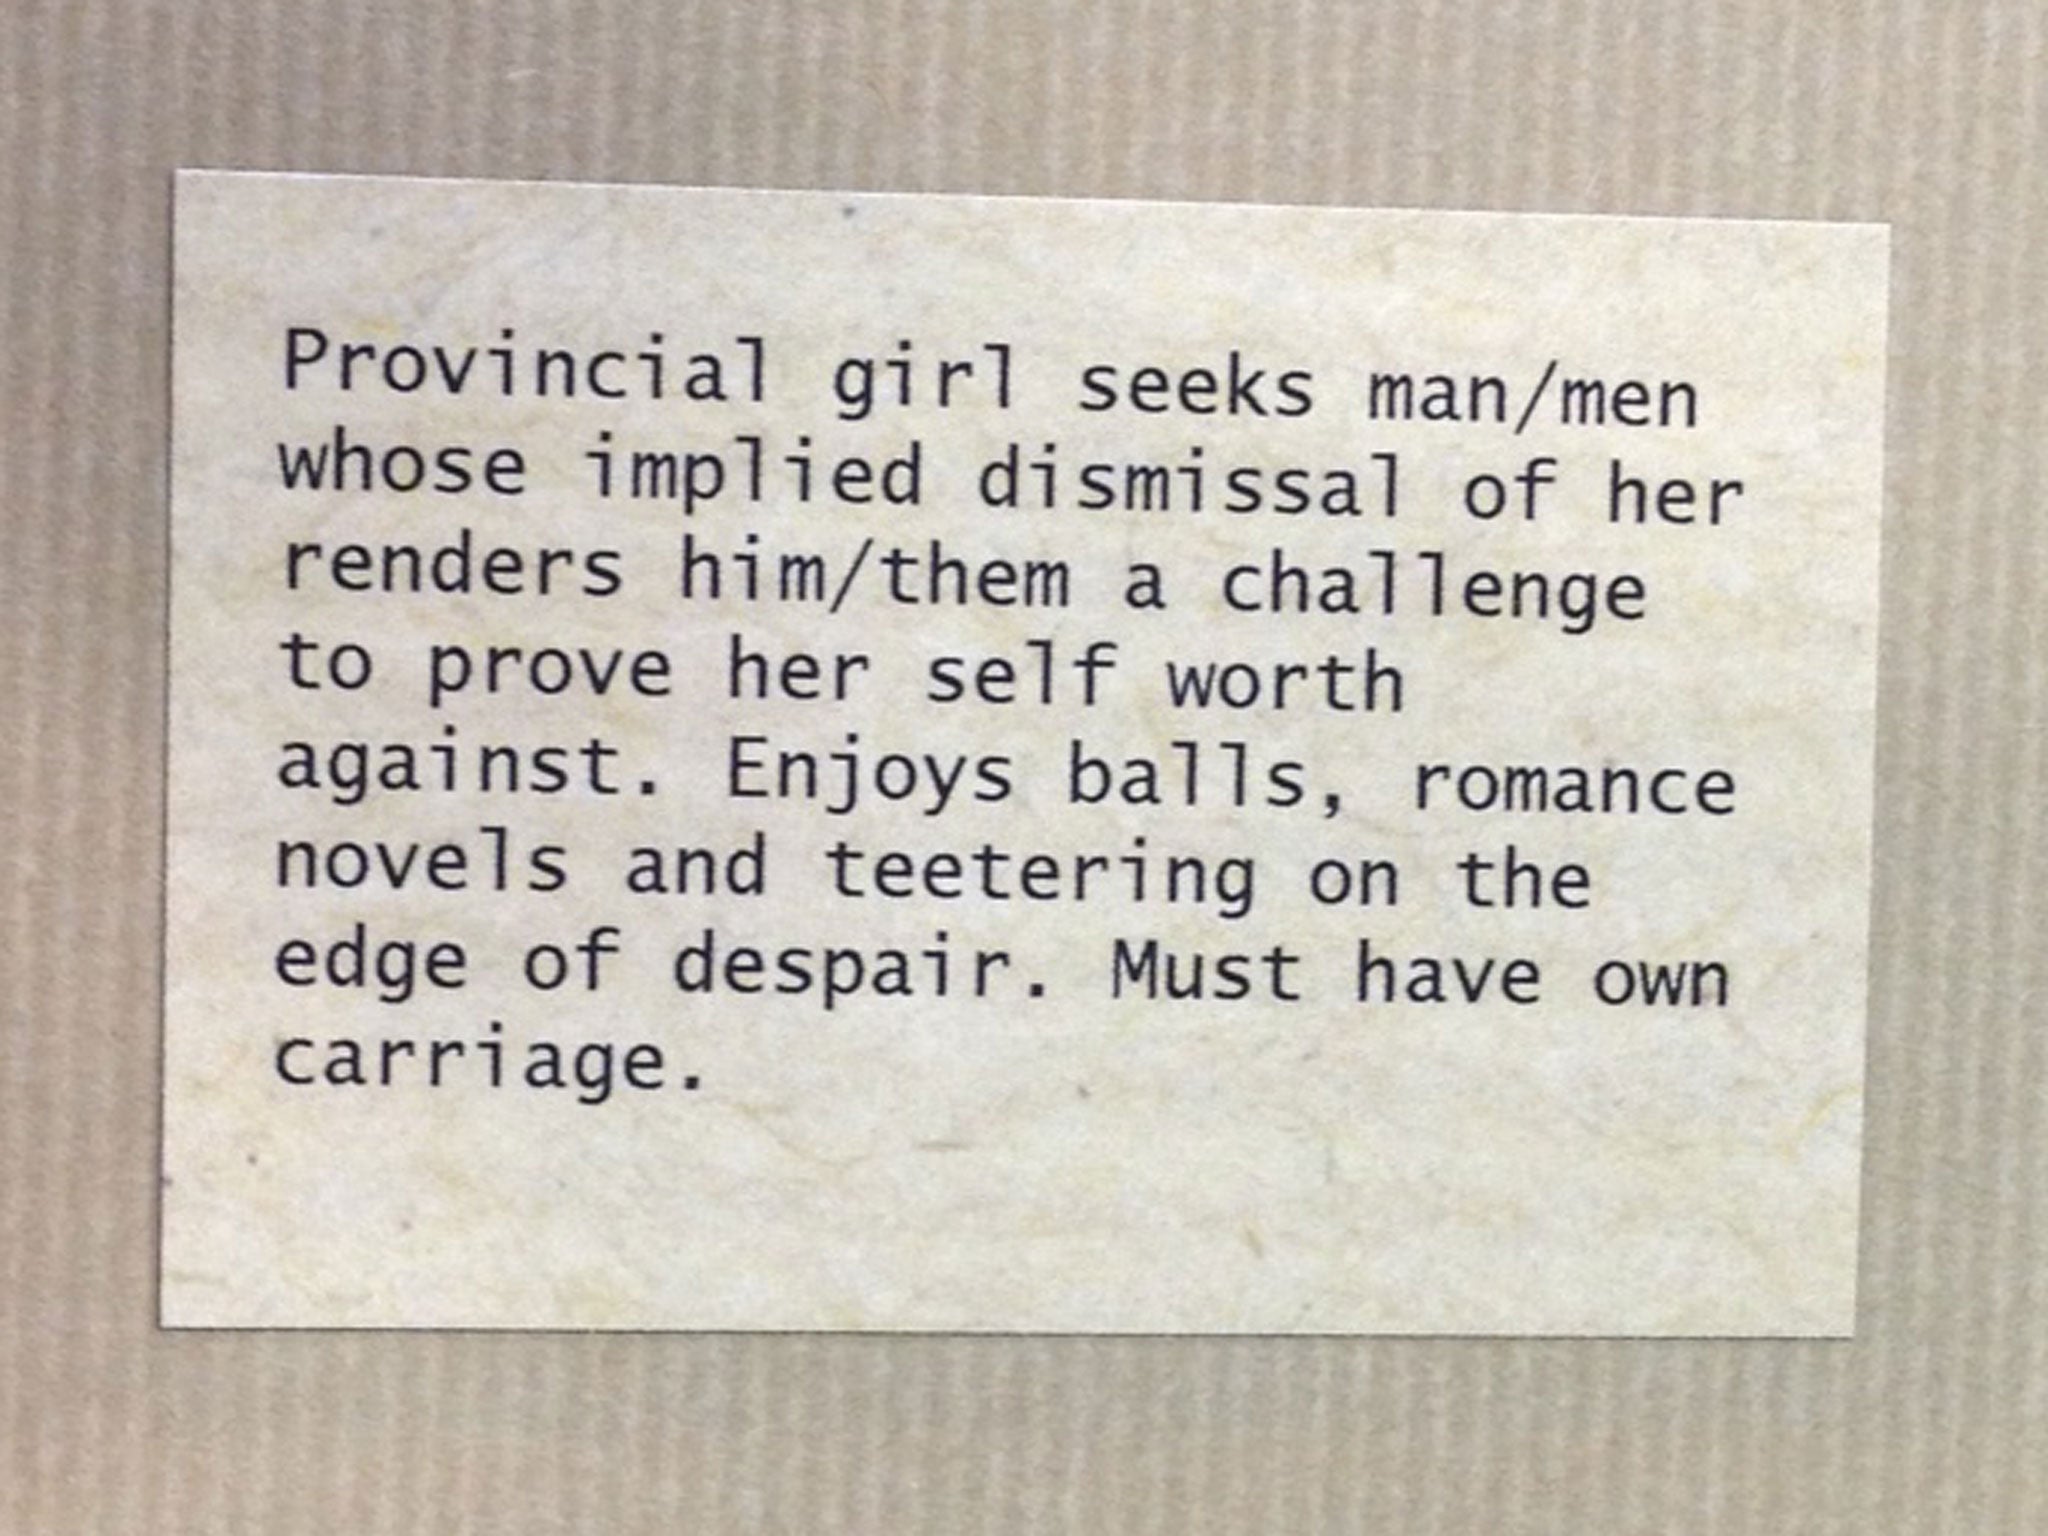 Provincial girl seeks man/men
whose implied dismissal of her
renders him/them a challenge
to prove her self worth
against. Enjoys balls, romance
novels and teetering on the
edge of despair. Must have own
carriage.